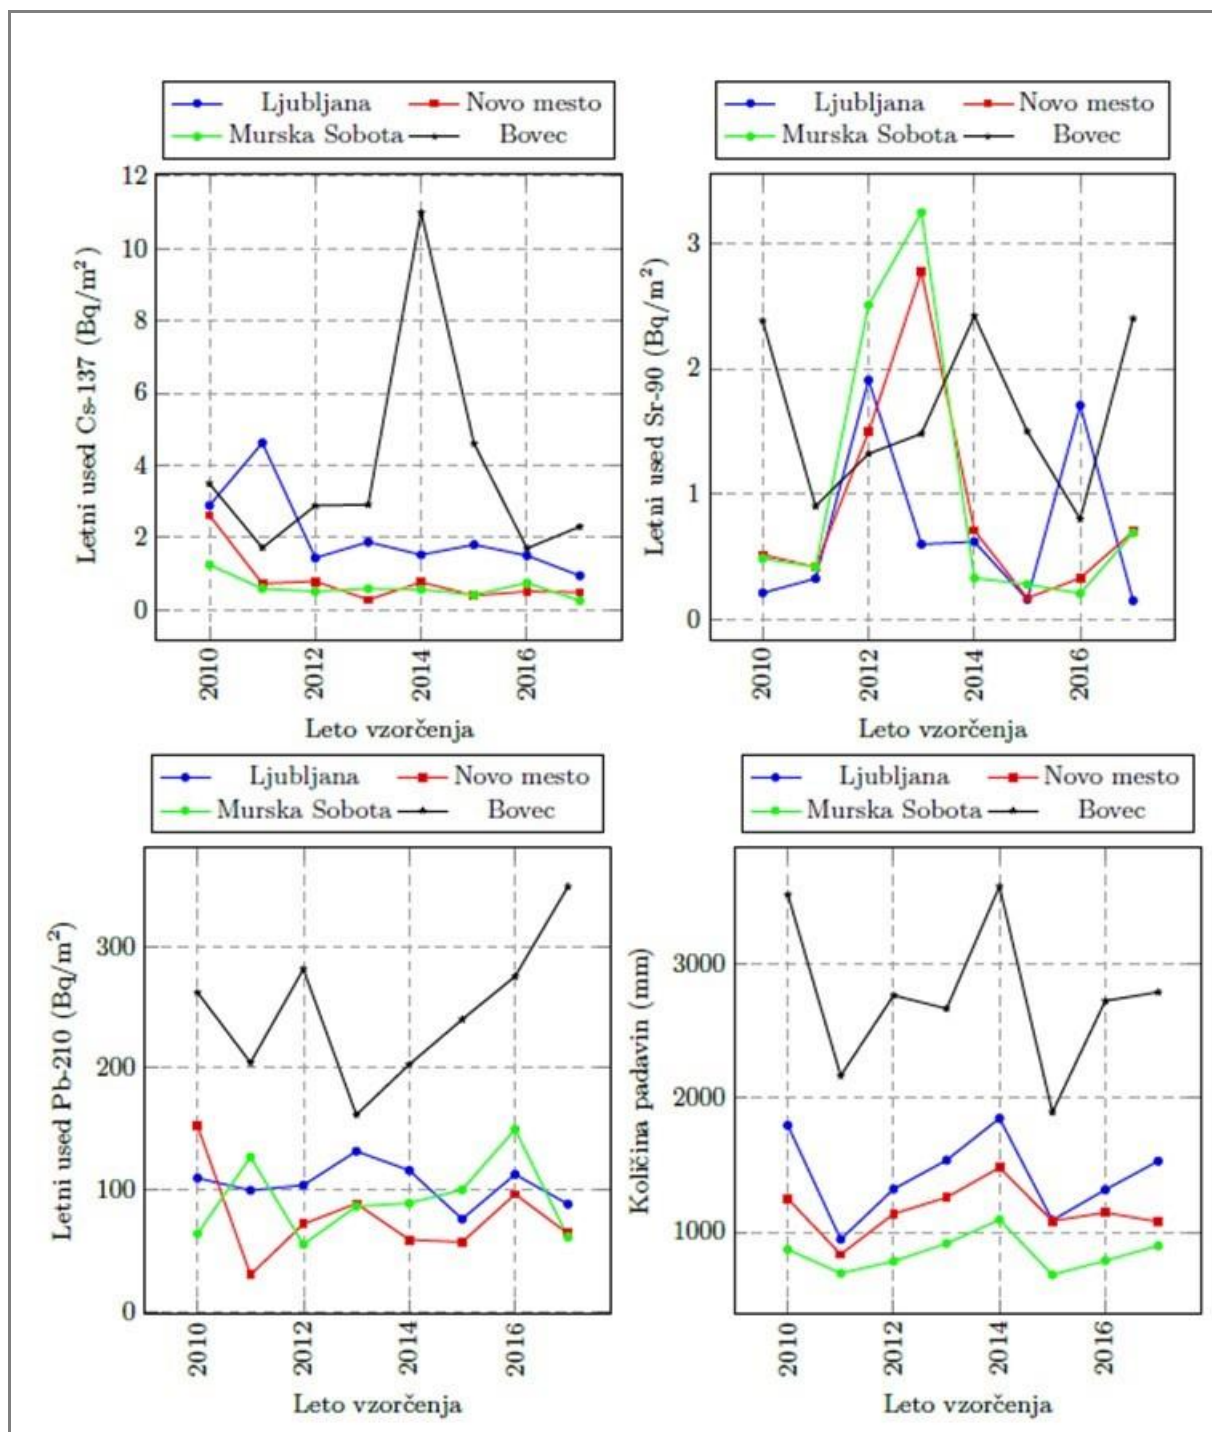 Ljubljana Novo mesto
Murska Sobota Bovec
12
10
8
6
4
2
0
Letni used Cs-137 (Bq/m²)
2010 2012 2014 2016
Leto vzorčenja
Ljubljana Novo mesto
Murska Sobota Bovec
3
2
1
0
Letni used Sr-90 (Bq/m²)
2010 2012 2014 2016
Leto vzorčenja
Ljubljana Novo mesto
Murska Sobota Bovec
300
200
100
0
Letni used Pb-210 (Bq/m²)
2010 2012 2014 2016
Leto vzorčenja
Ljubljana Novo mesto
Murska Sobota Bovec
3000
2000
1000
Količina padavin (mm)
2010 2012 2014 2016
Leto vzorčenja